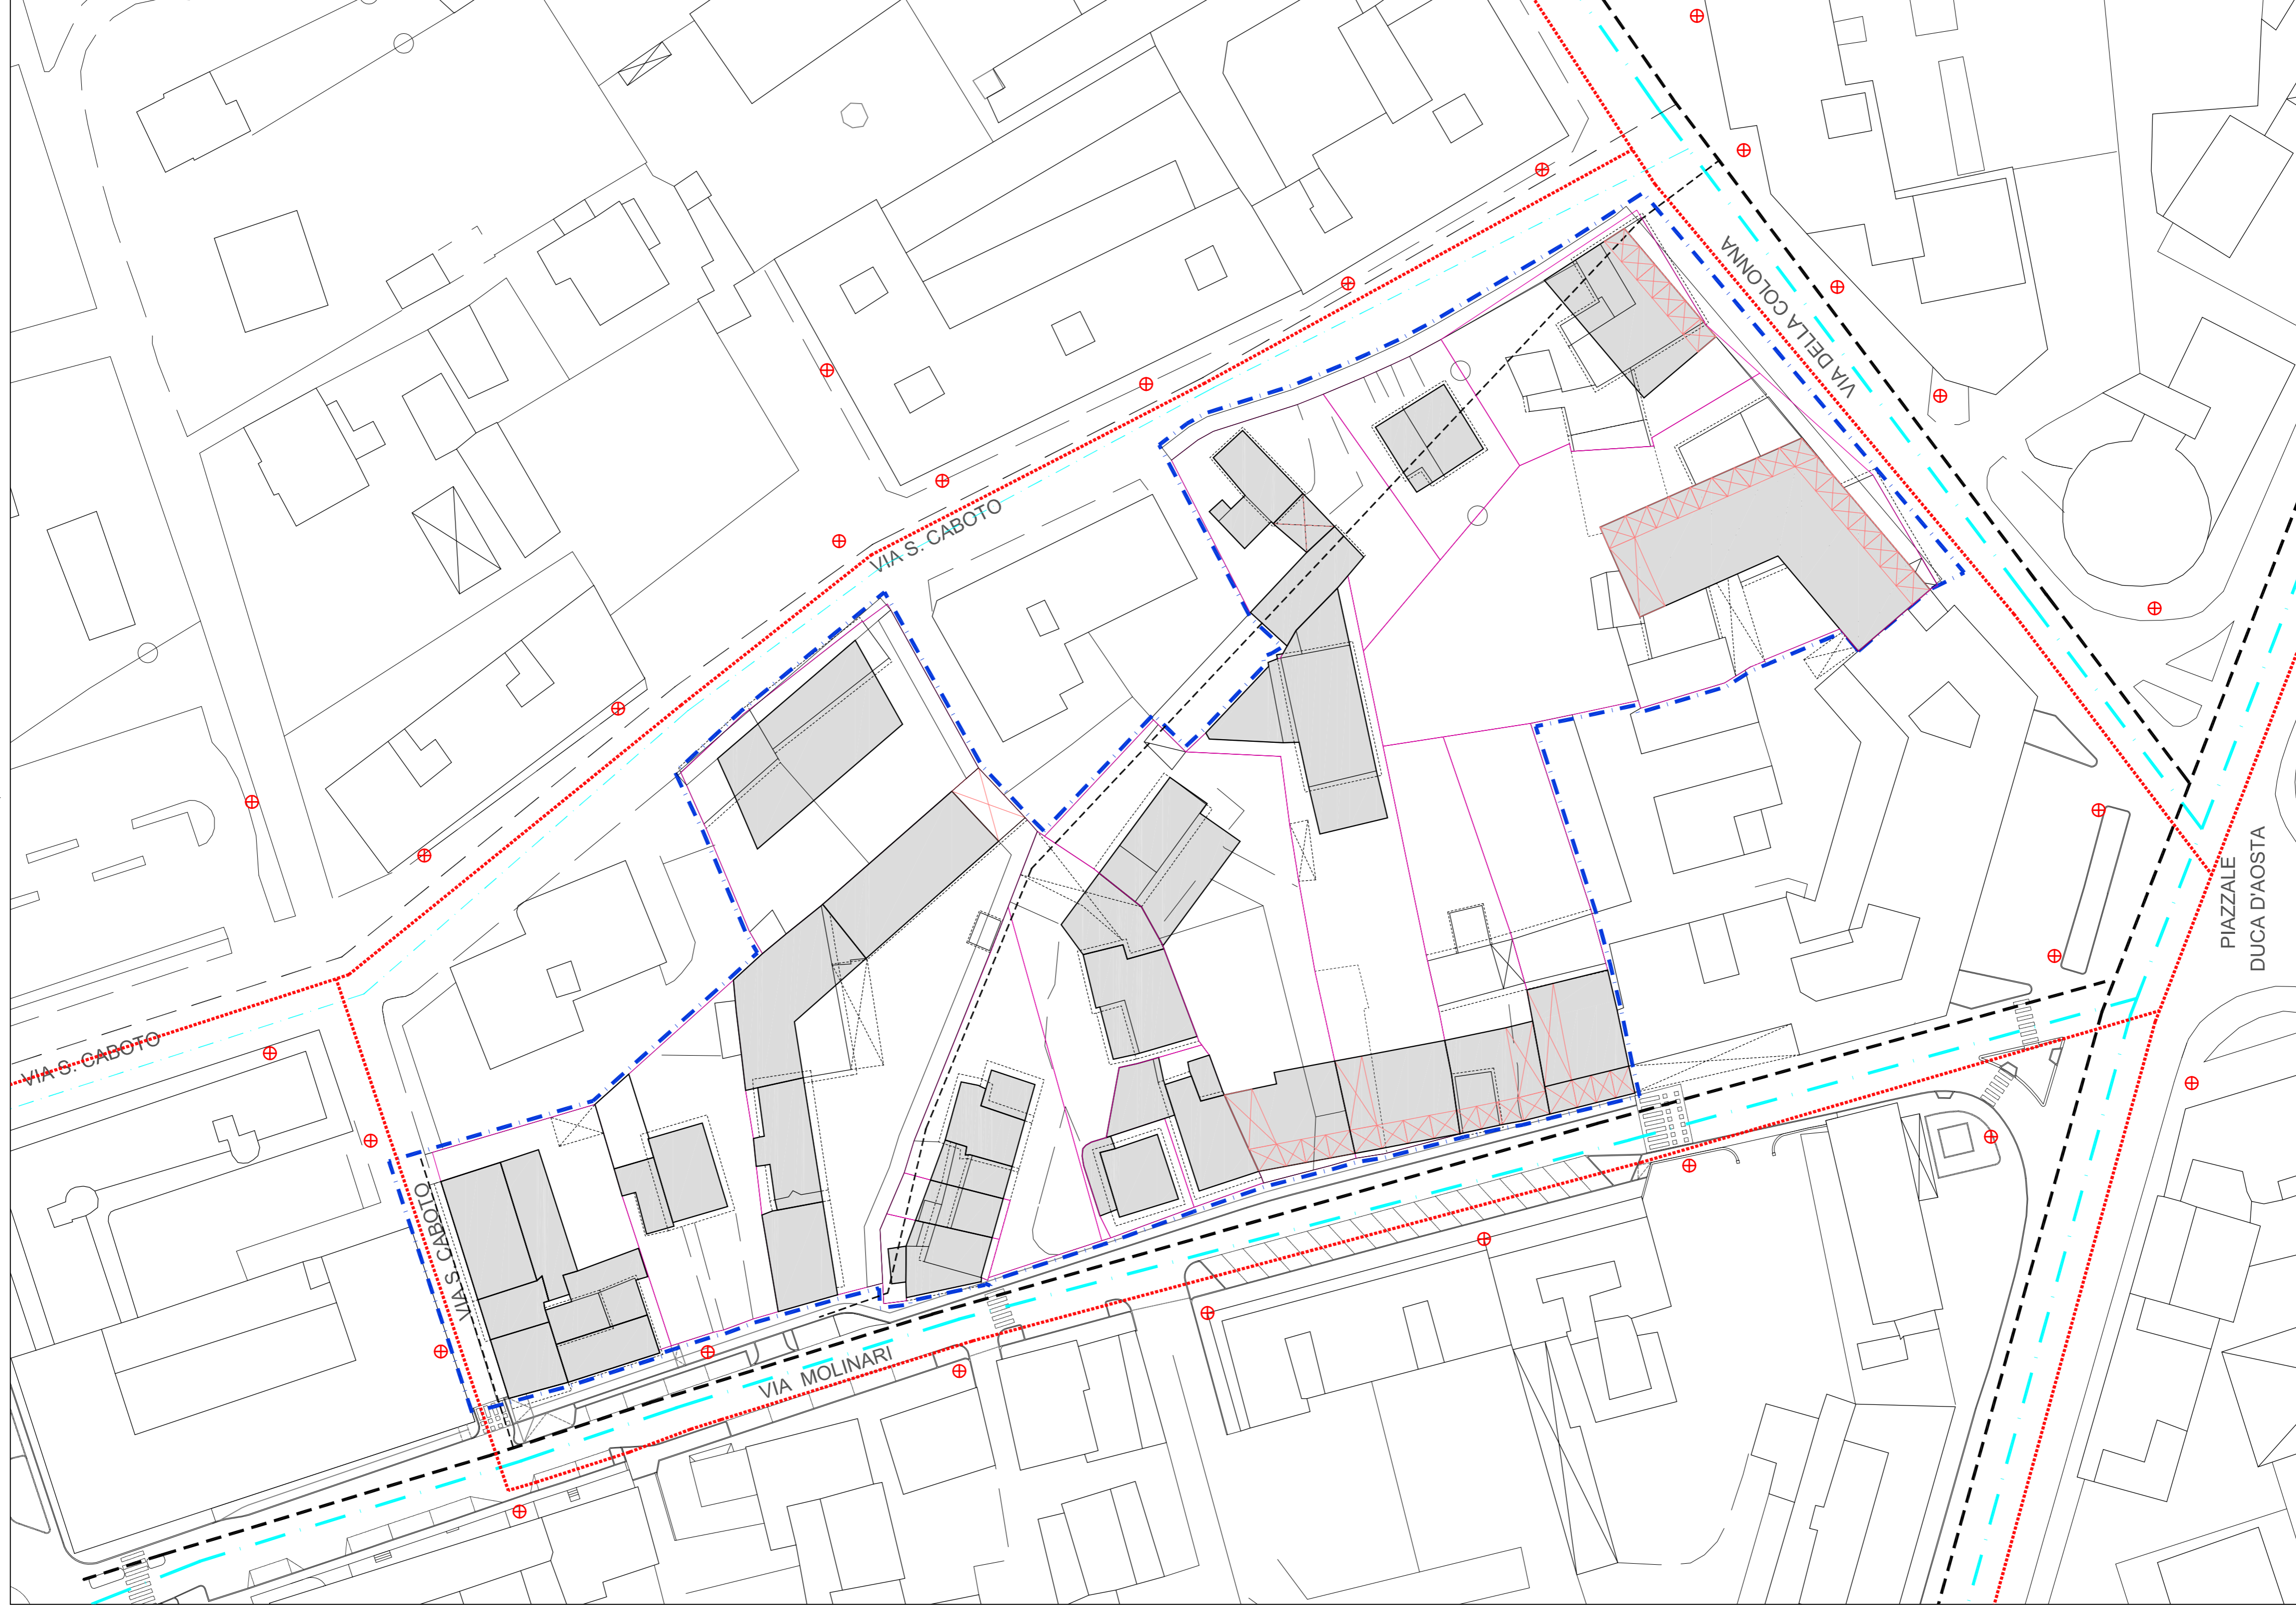 VIA DELLA COLONNA
VIA S. CABOTO
PIAZZALE
DUCA D'AOSTA
VIA S. CABOTO
VIA S. CABOTO
VIA MOLINARI